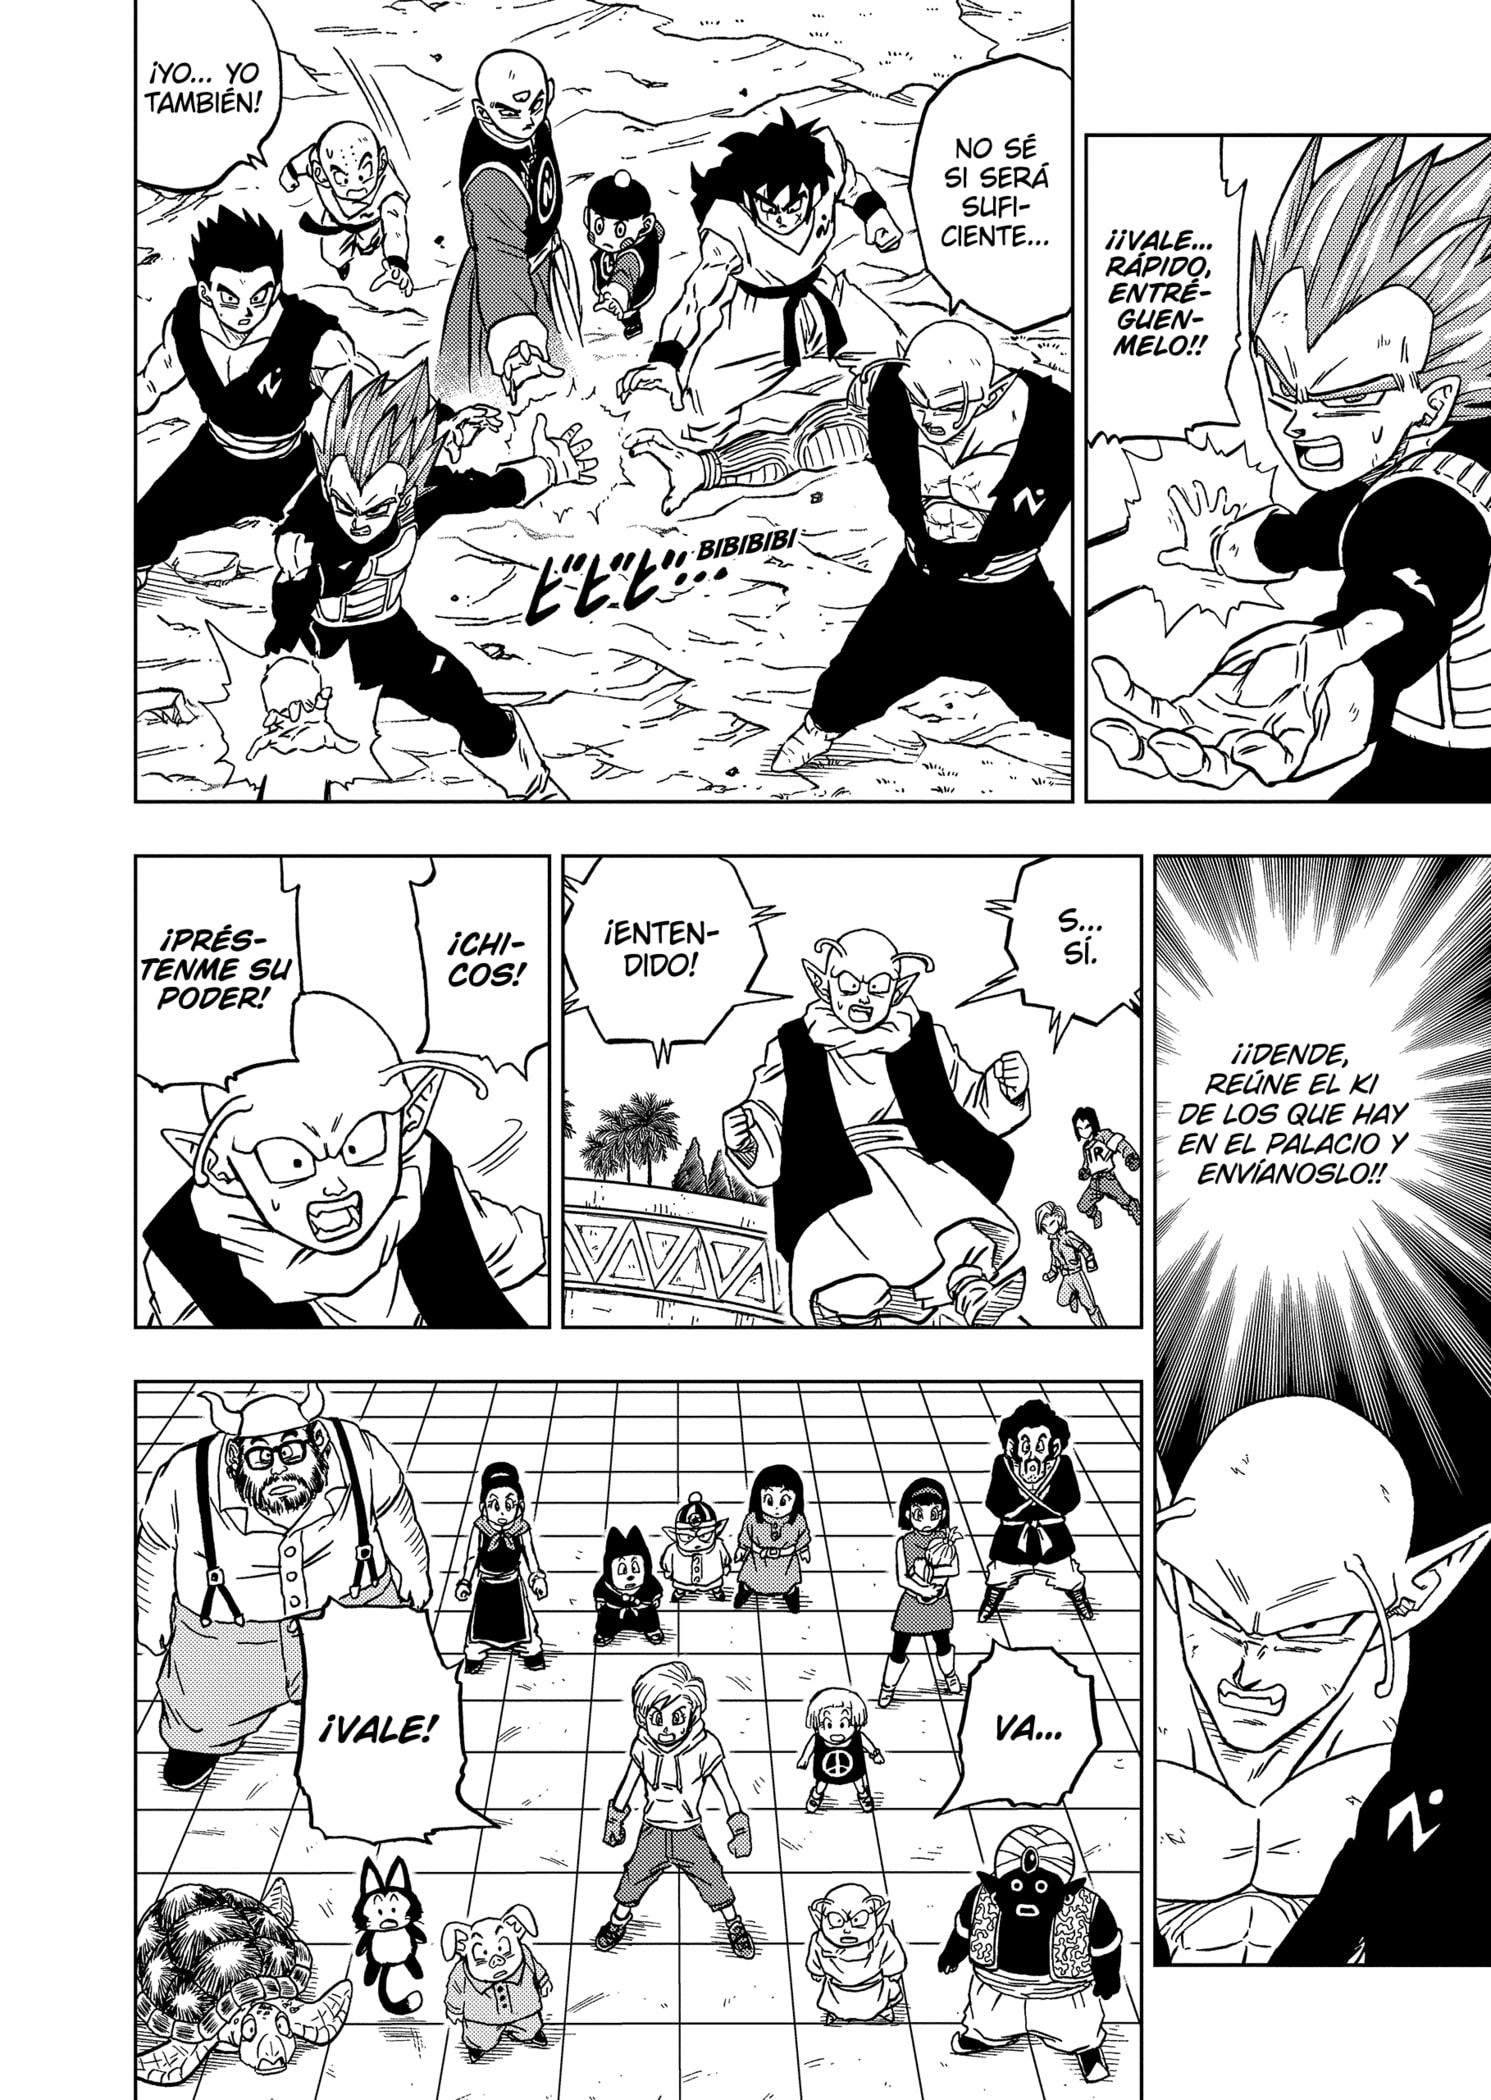 ¡¡VALE...
RÁPIDO,
ENTRÉ-
GUEN-
MELO!!
NO SÉ
SI SERÁ
SUFI-
CIENTE...
¡YO... YO
TAMBIÉN!
ビビビ...
BIBIBIBI
¡¡DENDE,
REÚNE EL KI
DE LOS QUE HAY
EN EL PALACIO Y
ENVÍANOSLO!!
S...
SÍ.
¡ENTEN-
DIDO!
R
¡CHI-
COS!
¡PRÉS-
TENME SU
PODER!
VA...
¡VALE!